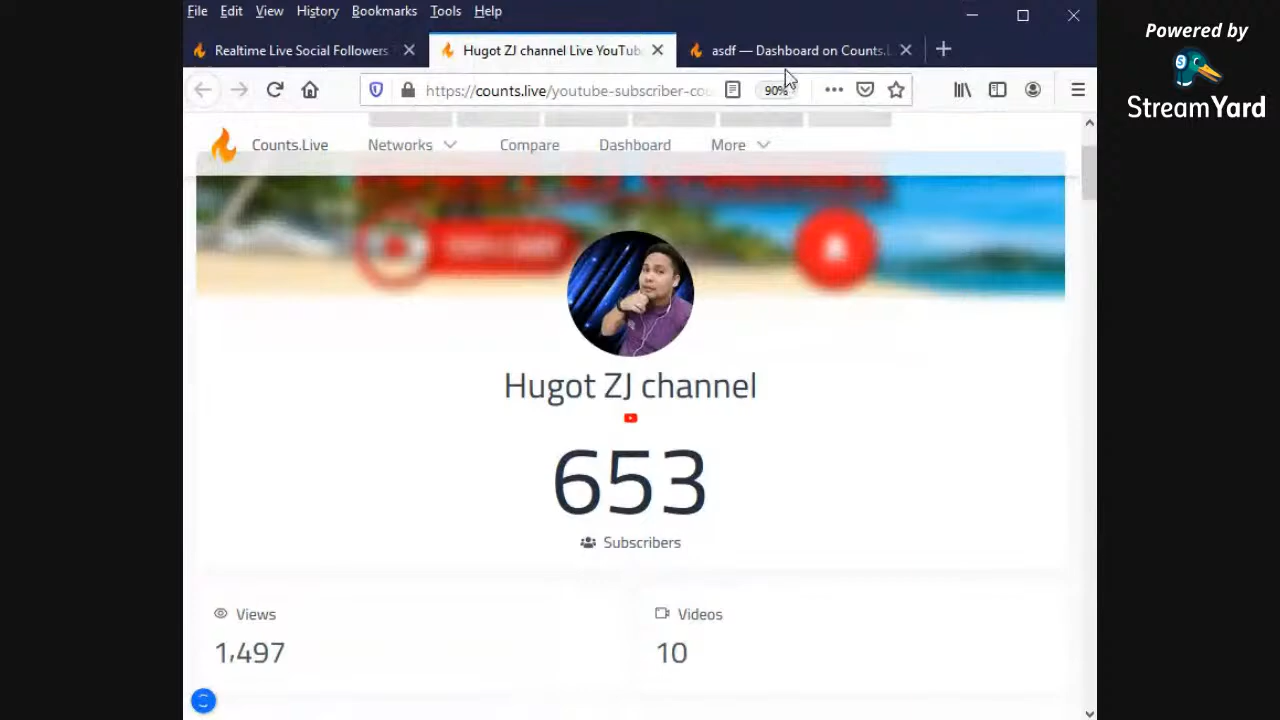 File Edit View History Bookmarks Tools Help
Realtime Live Social Followers
Hugot ZJ channel Live YouTub
asdf — Dashboard on Counts.L
https://counts.live/youtube-subscriber-co
90%
Counts.Live
Networks
Compare
Dashboard
More
Hugot ZJ channel
653
Subscribers
Views
Videos
1,497
10
Powered by
StreamYard